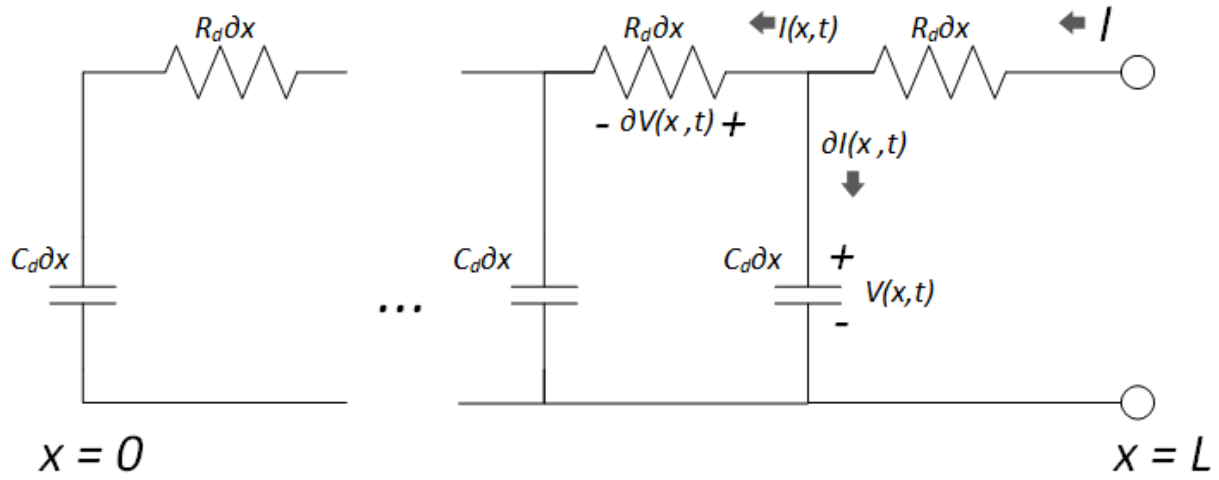 R_d∂x
R_d∂x
I(x,t)
R_d∂x
I
- ∂V(x,t) +
∂I(x,t)
C_d∂x
C_d∂x
C_d∂x
+
V(x,t)
-
...
x = 0
x = L